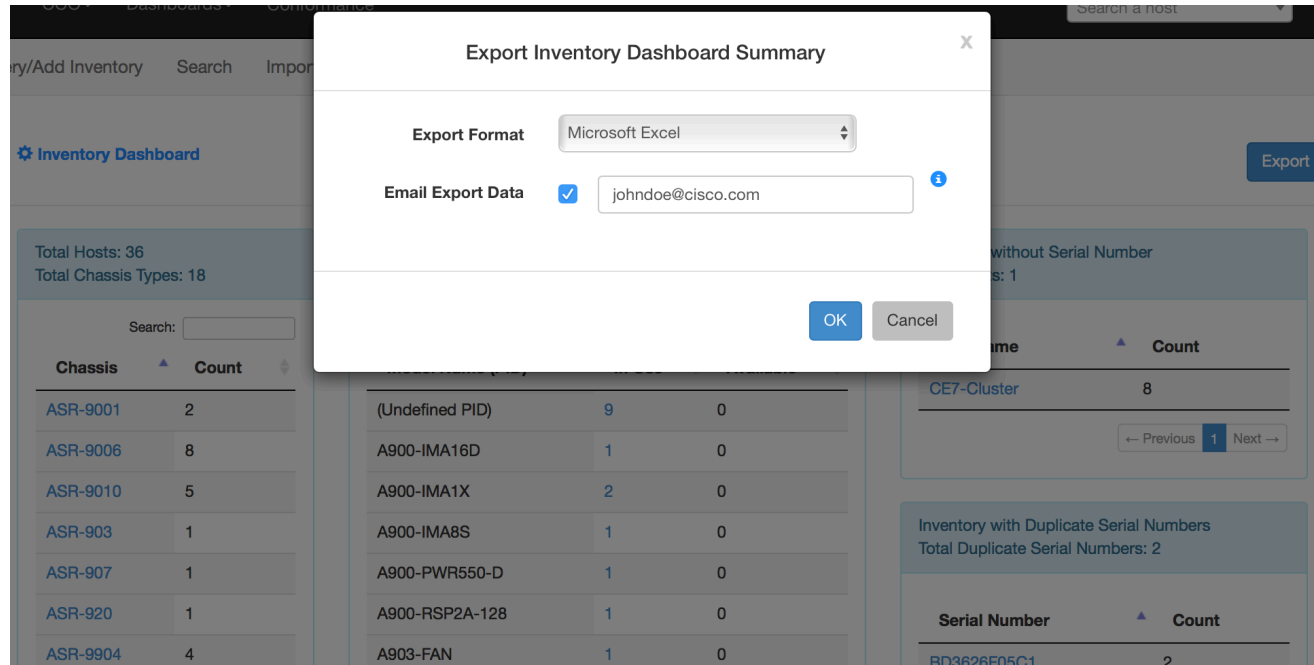 Dashboards
Conformance
Search a host
ry/Add Inventory
Search
Impor
Export Inventory Dashboard Summary
x
Export Format
Microsoft Excel
Email Export Data
johndoe@cisco.com
OK
Cancel
Inventory Dashboard
Export
Total Hosts: 36
Total Chassis Types: 18
Search:
Chassis Count
ASR-9001 2
ASR-9006 8
ASR-9010 5
ASR-903 1
ASR-907 1
ASR-920 1
ASR-9904 4
(Undefined PID) 9 0
A900-IMA16D 1 0
A900-IMA1X 2 0
A900-IMA8S 1 0
A900-PWR550-D 1 0
A900-RSP2A-128 1 0
A903-FAN 1 0
without Serial Number
s: 1
ame Count
CE7-Cluster 8
← Previous 1 Next →
Inventory with Duplicate Serial Numbers
Total Duplicate Serial Numbers: 2
Serial Number Count
BD3626F05C1 2